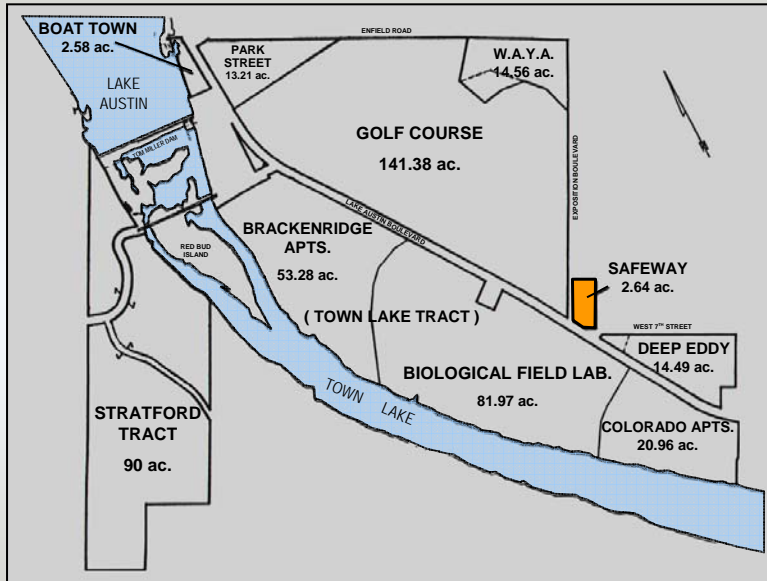 BOAT TOWN
2.58 ac.
ENFIELD ROAD
PARK
STREET
13.21 ac.
W.A.Y.A.
14.56 ac.
LAKE
AUSTIN
GOLF COURSE
141.38 ac.
TOM MILLER DAM
EXPOSITION BOULEVARD
LAKE AUSTIN BOULEVARD
BRACKENRIDGE
APTS.
53.28 ac.
RED BUD
ISLAND
SAFEWAY
2.64 ac.
( TOWN LAKE TRACT )
WEST 7TH STREET
DEEP EDDY
14.49 ac.
BIOLOGICAL FIELD LAB.
81.97 ac.
TOWN LAKE
STRATFORD
TRACT
90 ac.
COLORADO APTS.
20.96 ac.